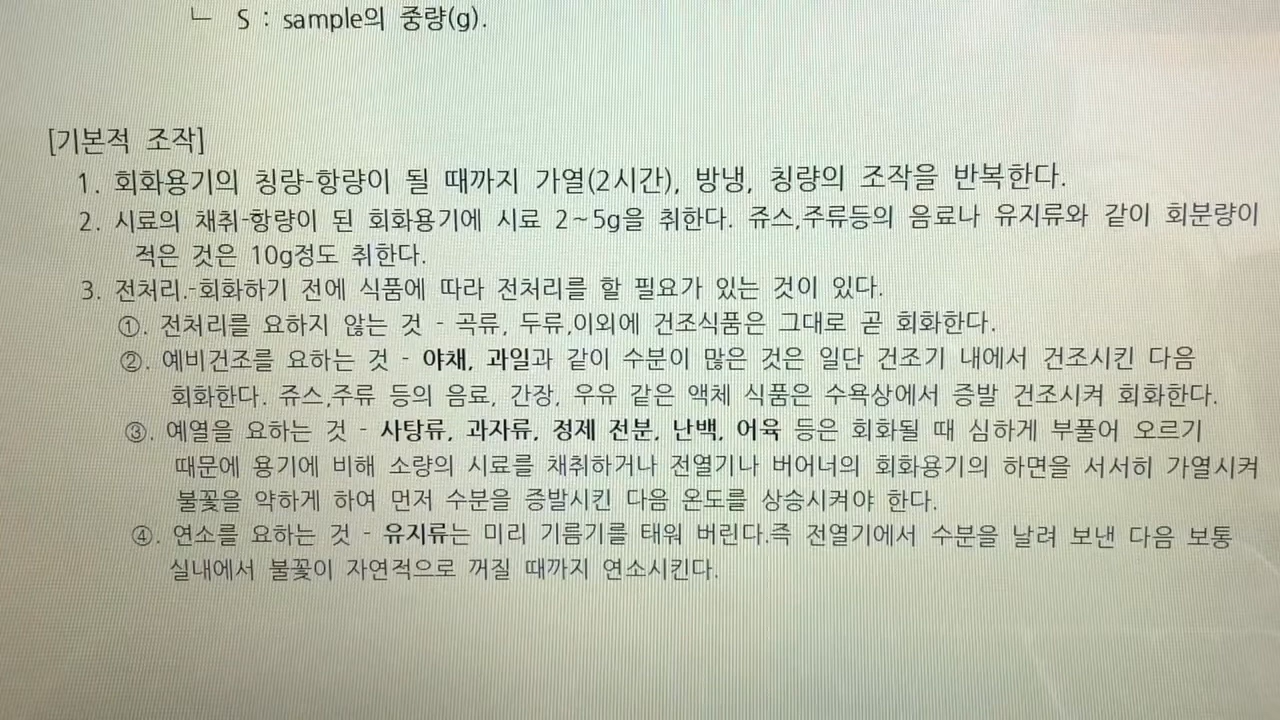 ㄴ S : sample의 중량(g).
[기본적 조작]
1. 회화용기의 칭량-항량이 될 때까지 가열(2시간), 방냉, 칭량의 조작을 반복한다.
2. 시료의 채취-항량이 된 회화용기에 시료 2~5g을 취한다. 쥬스,주류등의 음료나 유지류와 같이 회분량이
적은 것은 10g정도 취한다.
3. 전처리.-회화하기 전에 식품에 따라 전처리를 할 필요가 있는 것이 있다.
①. 전처리를 요하지 않는 것 - 곡류, 두류,이외에 건조식품은 그대로 곧 회화한다.
②. 예비건조를 요하는 것 - 야채, 과일과 같이 수분이 많은 것은 일단 건조기 내에서 건조시킨 다음
회화한다. 쥬스,주류 등의 음료, 간장, 우유 같은 액체 식품은 수욕상에서 증발 건조시켜 회화한다.
③. 예열을 요하는 것 - 사탕류, 과자류, 정제 전분, 난백, 어육 등은 회화될 때 심하게 부풀어 오르기
때문에 용기에 비해 소량의 시료를 채취하거나 전열기나 버어너의 회화용기의 하면을 서서히 가열시켜
불꽃을 약하게 하여 먼저 수분을 증발시킨 다음 온도를 상승시켜야 한다.
④. 연소를 요하는 것 - 유지류는 미리 기름기를 태워 버린다.즉 전열기에서 수분을 날려 보낸 다음 보통
실내에서 불꽃이 자연적으로 꺼질 때까지 연소시킨다.